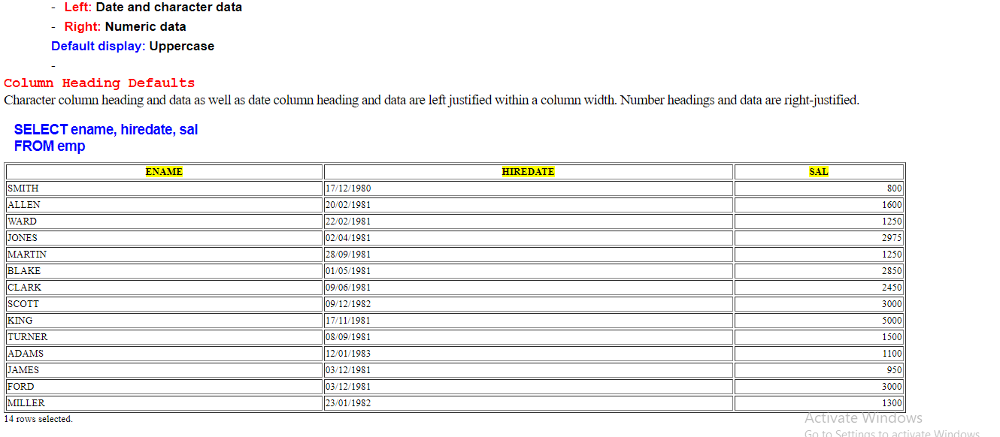 - Left: Date and character data
- Right: Numeric data
Default display: Uppercase
-
Column Heading Defaults
Character column heading and data as well as date column heading and data are left justified within a column width. Number headings and data are right-justified.
SELECT ename, hiredate, sal
FROM emp
ENAME HIREDATE SAL
SMITH 17/12/1980 800
ALLEN 20/02/1981 1600
WARD 22/02/1981 1250
JONES 02/04/1981 2975
MARTIN 28/09/1981 1250
BLAKE 01/05/1981 2850
CLARK 09/06/1981 2450
SCOTT 09/12/1982 3000
KING 17/11/1981 5000
TURNER 08/09/1981 1500
ADAMS 12/01/1983 1100
JAMES 03/12/1981 950
FORD 03/12/1981 3000
MILLER 23/01/1982 1300
14 rows selected.
Activate Windows
Go to Settings to activate Windows